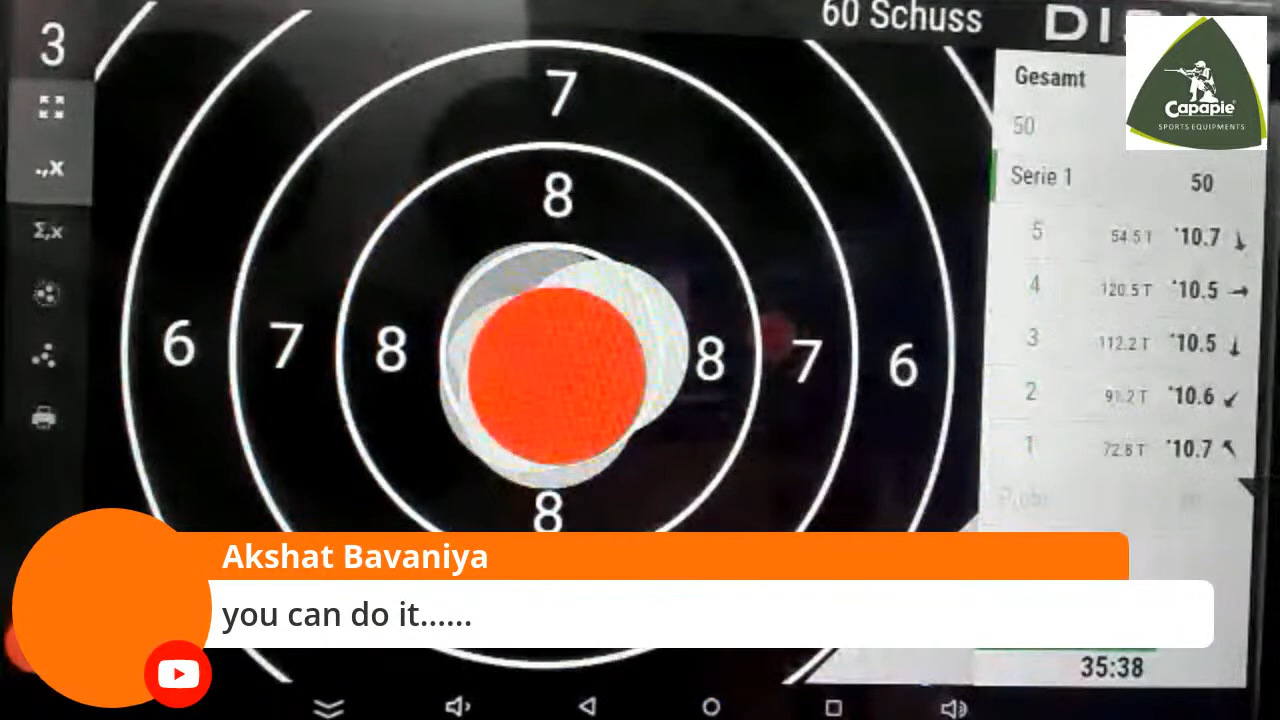 3
60 Schuss
.,x
Σ,x
7
8
6 7 8 8 7 6
8
Gesamt
50
Serie 1 50
5 54.5 T *10.7
4 120.5 T *10.5
3 112.2 T *10.5
2 91.2 T *10.6
1 72.8 T *10.7
35:38
Capapie
SPORTS EQUIPMENTS
Akshat Bavaniya
you can do it......